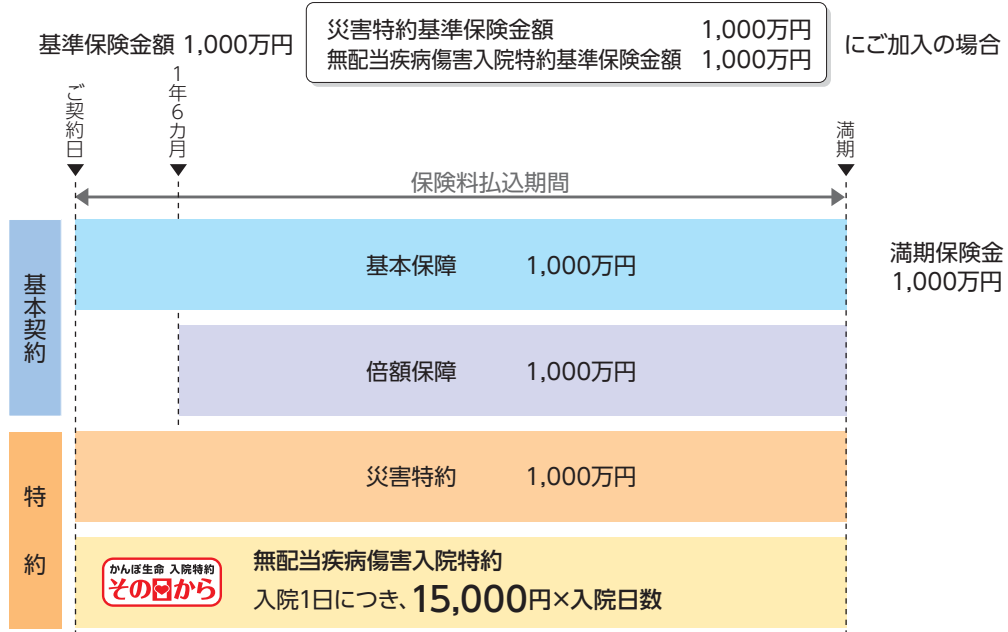 基準保険金額 1,000万円
災害特約基準保険金額 1,000万円
無配当疾病傷害入院特約基準保険金額 1,000万円
にご加入の場合
ご契約日
1年6カ月
満期
保険料払込期間
基本契約
基本保障 1,000万円
満期保険金
1,000万円
倍額保障 1,000万円
特約
災害特約 1,000万円
かんぽ生命 入院特約
その日から
無配当疾病傷害入院特約
入院1日につき、15,000円×入院日数